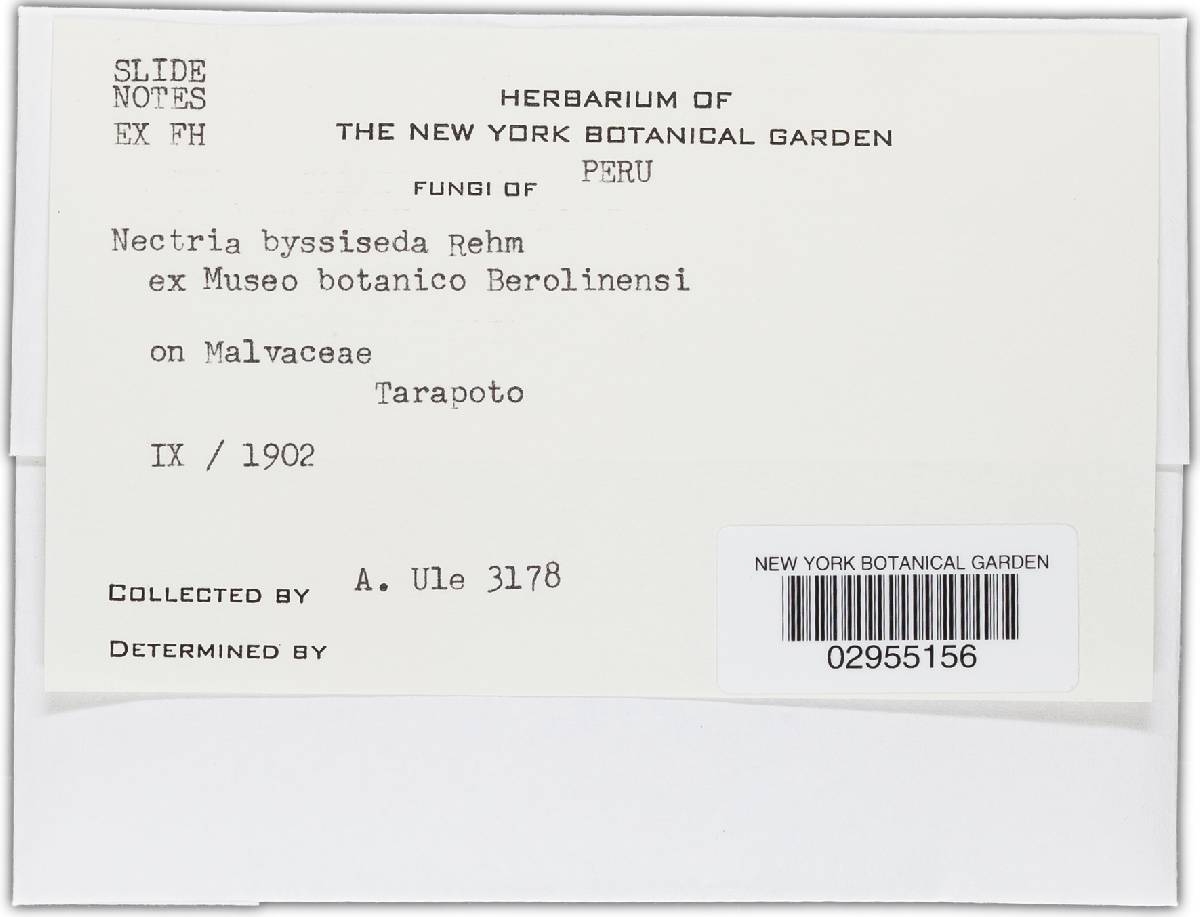 SLIDE
NOTES
EX FH
HERBARIUM OF
THE NEW YORK BOTANICAL GARDEN
FUNGI OF PERU
Nectria byssiseda Rehm
ex Museo botanico Berolinensi
on Malvaceae
Tarapoto
IX / 1902
COLLECTED BY A. Ule 3178
DETERMINED BY
NEW YORK BOTANICAL GARDEN
02955156